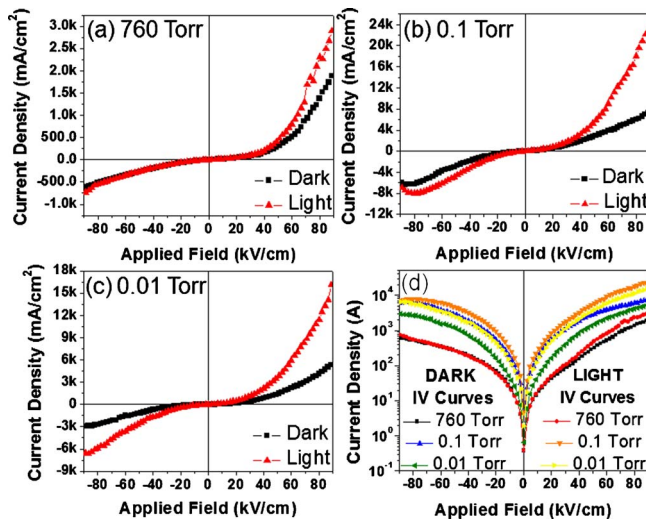 (a) 760 Torr
Current Density (mA/cm²)
3.0k
2.5k
2.0k
1.5k
1.0k
500.0
0.0
-500.0
-1.0k
Dark
Light
-80 -60 -40 -20 0 20 40 60 80
Applied Field (kV/cm)
(b) 0.1 Torr
Current Density (mA/cm²)
24k
20k
16k
12k
8k
4k
0
-4k
-8k
-12k
Dark
Light
-80 -60 -40 -20 0 20 40 60 80
Applied Field (kV/cm)
(c) 0.01 Torr
Current Density (mA/cm²)
18k
15k
12k
9k
6k
3k
0
-3k
-6k
-9k
Dark
Light
-80 -60 -40 -20 0 20 40 60 80
Applied Field (kV/cm)
(d)
Current Density (A)
10⁴
10³
10²
10¹
10⁰
10⁻¹
DARK LIGHT
IV Curves IV Curves
760 Torr 760 Torr
0.1 Torr 0.1 Torr
0.01 Torr 0.01 Torr
-80 -60 -40 -20 0 20 40 60 80
Applied Field (kV/cm)